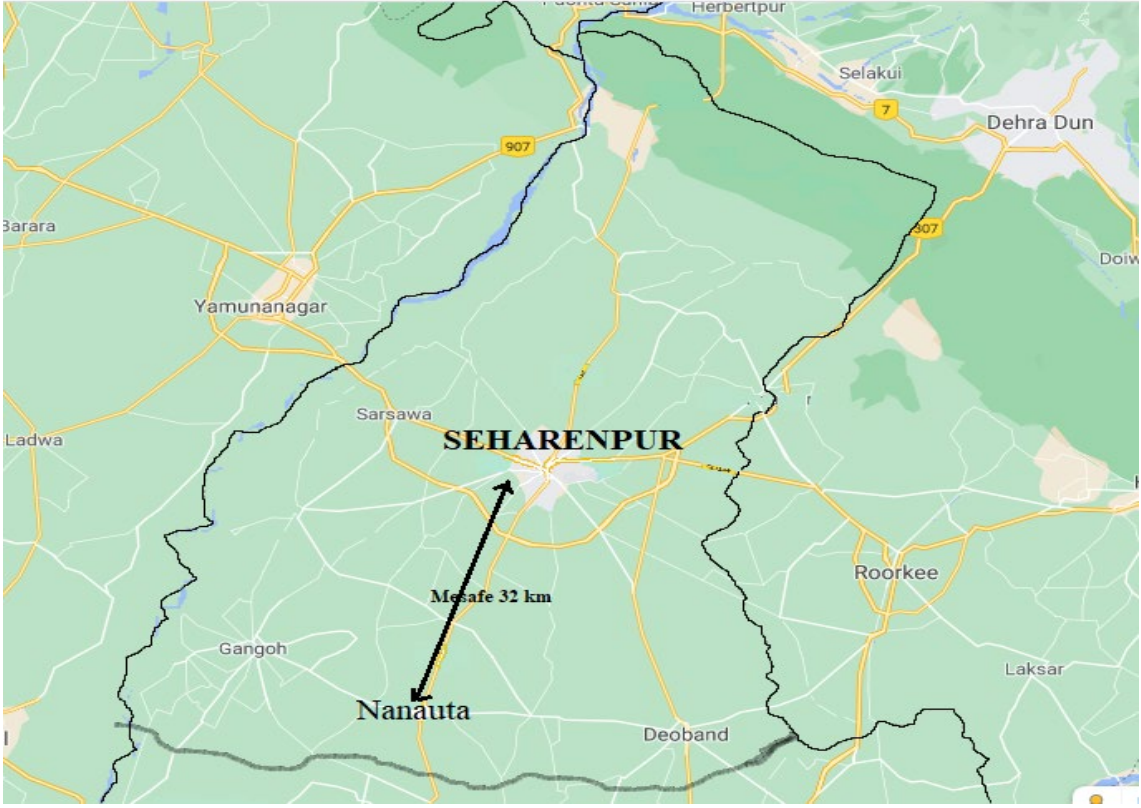 Herbertpur
Selakui
7
Dehra Dun
907
Barara
307
Doiw
Yamunanagar
Sarsawa
Ladwa
SEHARENPUR
Roorkee
Mesafe 32 km
Gangoh
Laksar
Nanauta
Deoband